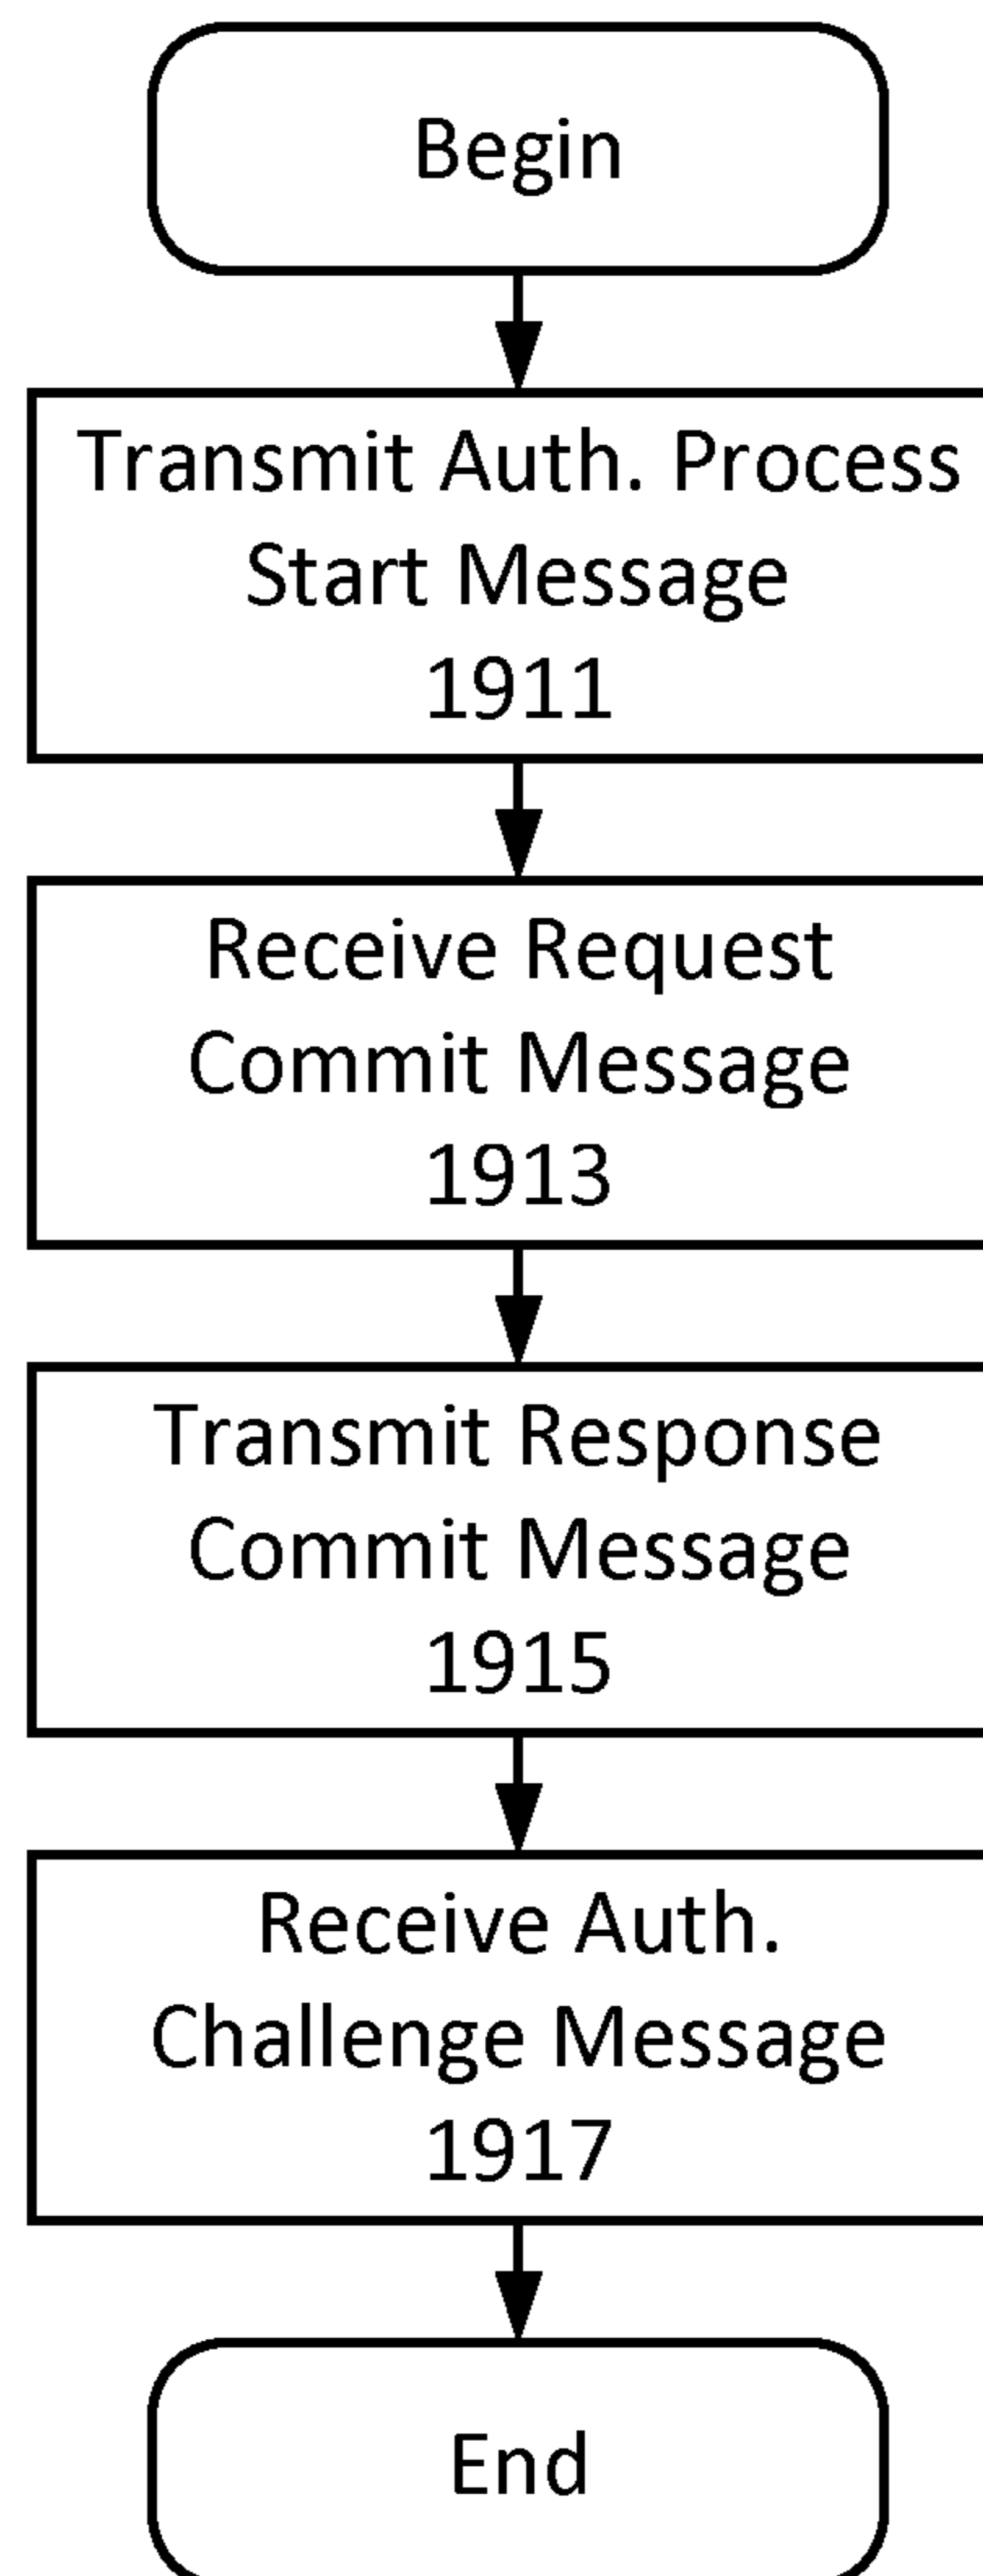 Begin
Transmit Auth. Process
Start Message
1911
Receive Request
Commit Message
1913
Transmit Response
Commit Message
1915
Receive Auth.
Challenge Message
1917
End